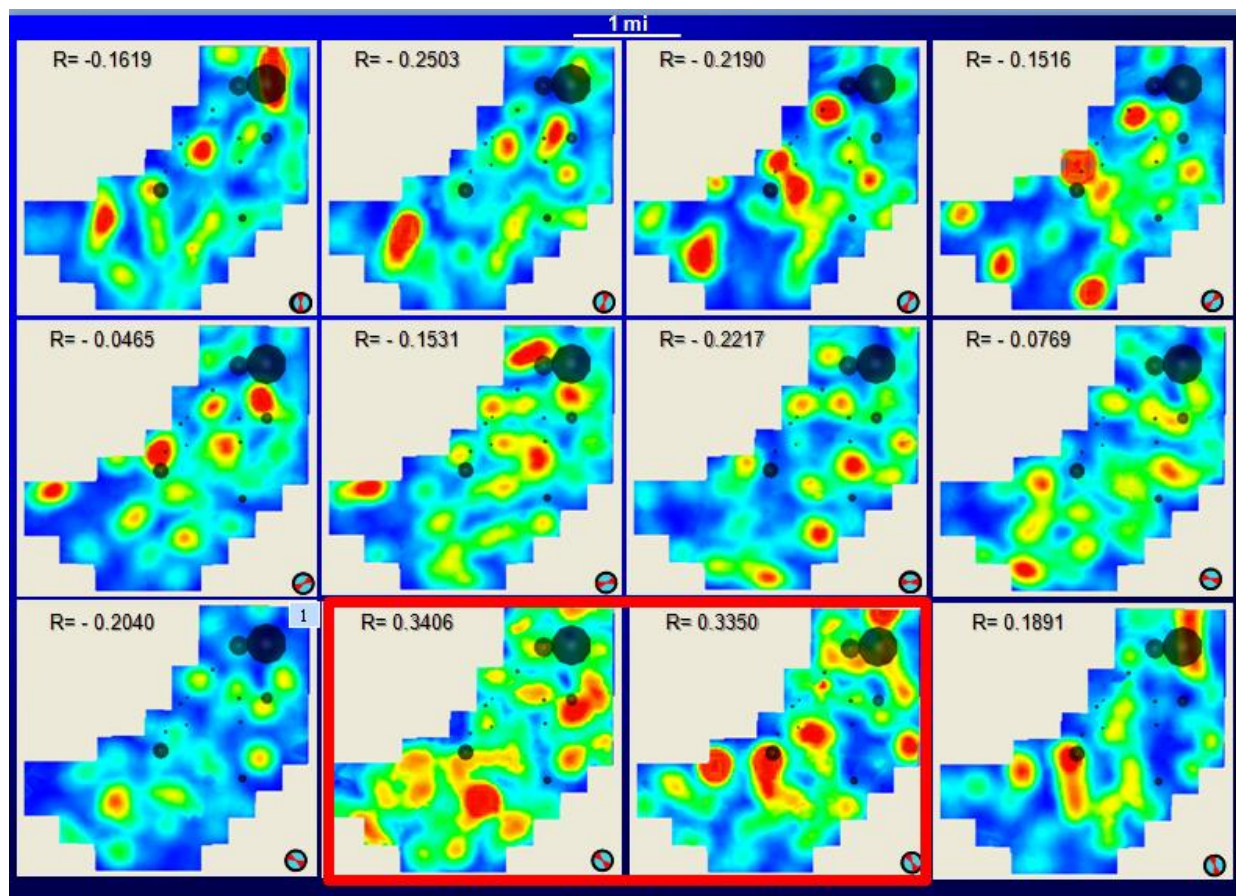 1 mi
R= -0.1619
R= - 0.2503
R= - 0.2190
R= - 0.1516
R= - 0.0465
R= - 0.1531
R= - 0.2217
R= - 0.0769
R= - 0.2040
1
R= 0.3406
R= 0.3350
R= 0.1891